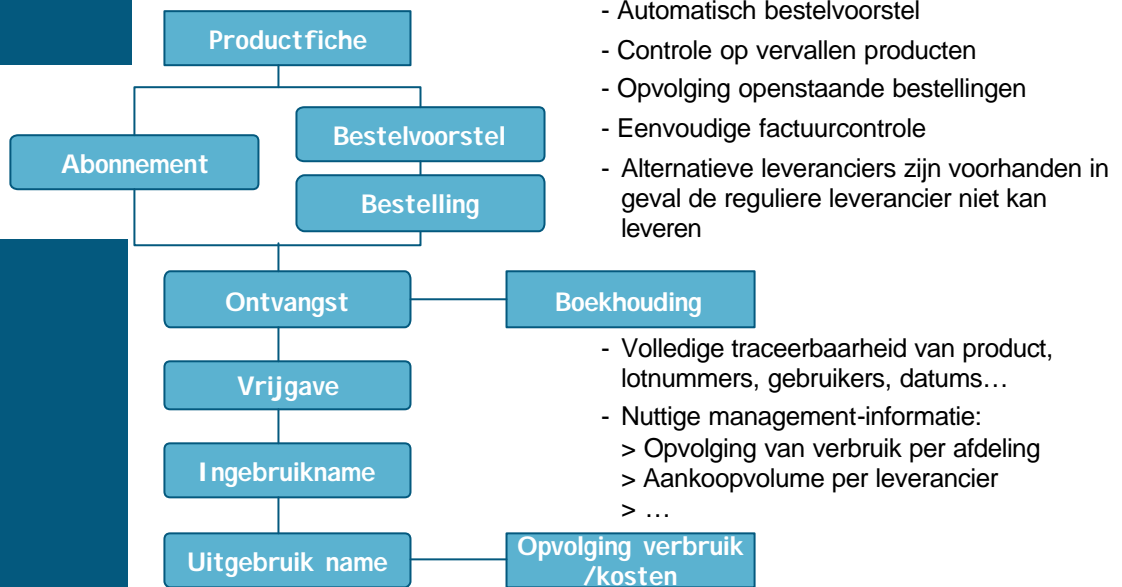 Productfiche
Abonnement
Bestelvoorstel
Bestelling
Ontvangst
Boekhouding
Vrijgave
Ingebruikname
Uitgebruik name
Opvolging verbruik
/kosten
- Automatisch bestelvoorstel
- Controle op vervallen producten
- Opvolging openstaande bestellingen
- Eenvoudige factuurcontrole
- Alternatieve leveranciers zijn voorhanden in
geval de reguliere leverancier niet kan
leveren
- Volledige traceerbaarheid van product,
lotnummers, gebruikers, datums…
- Nuttige management-informatie:
> Opvolging van verbruik per afdeling
> Aankoopvolume per leverancier
> …